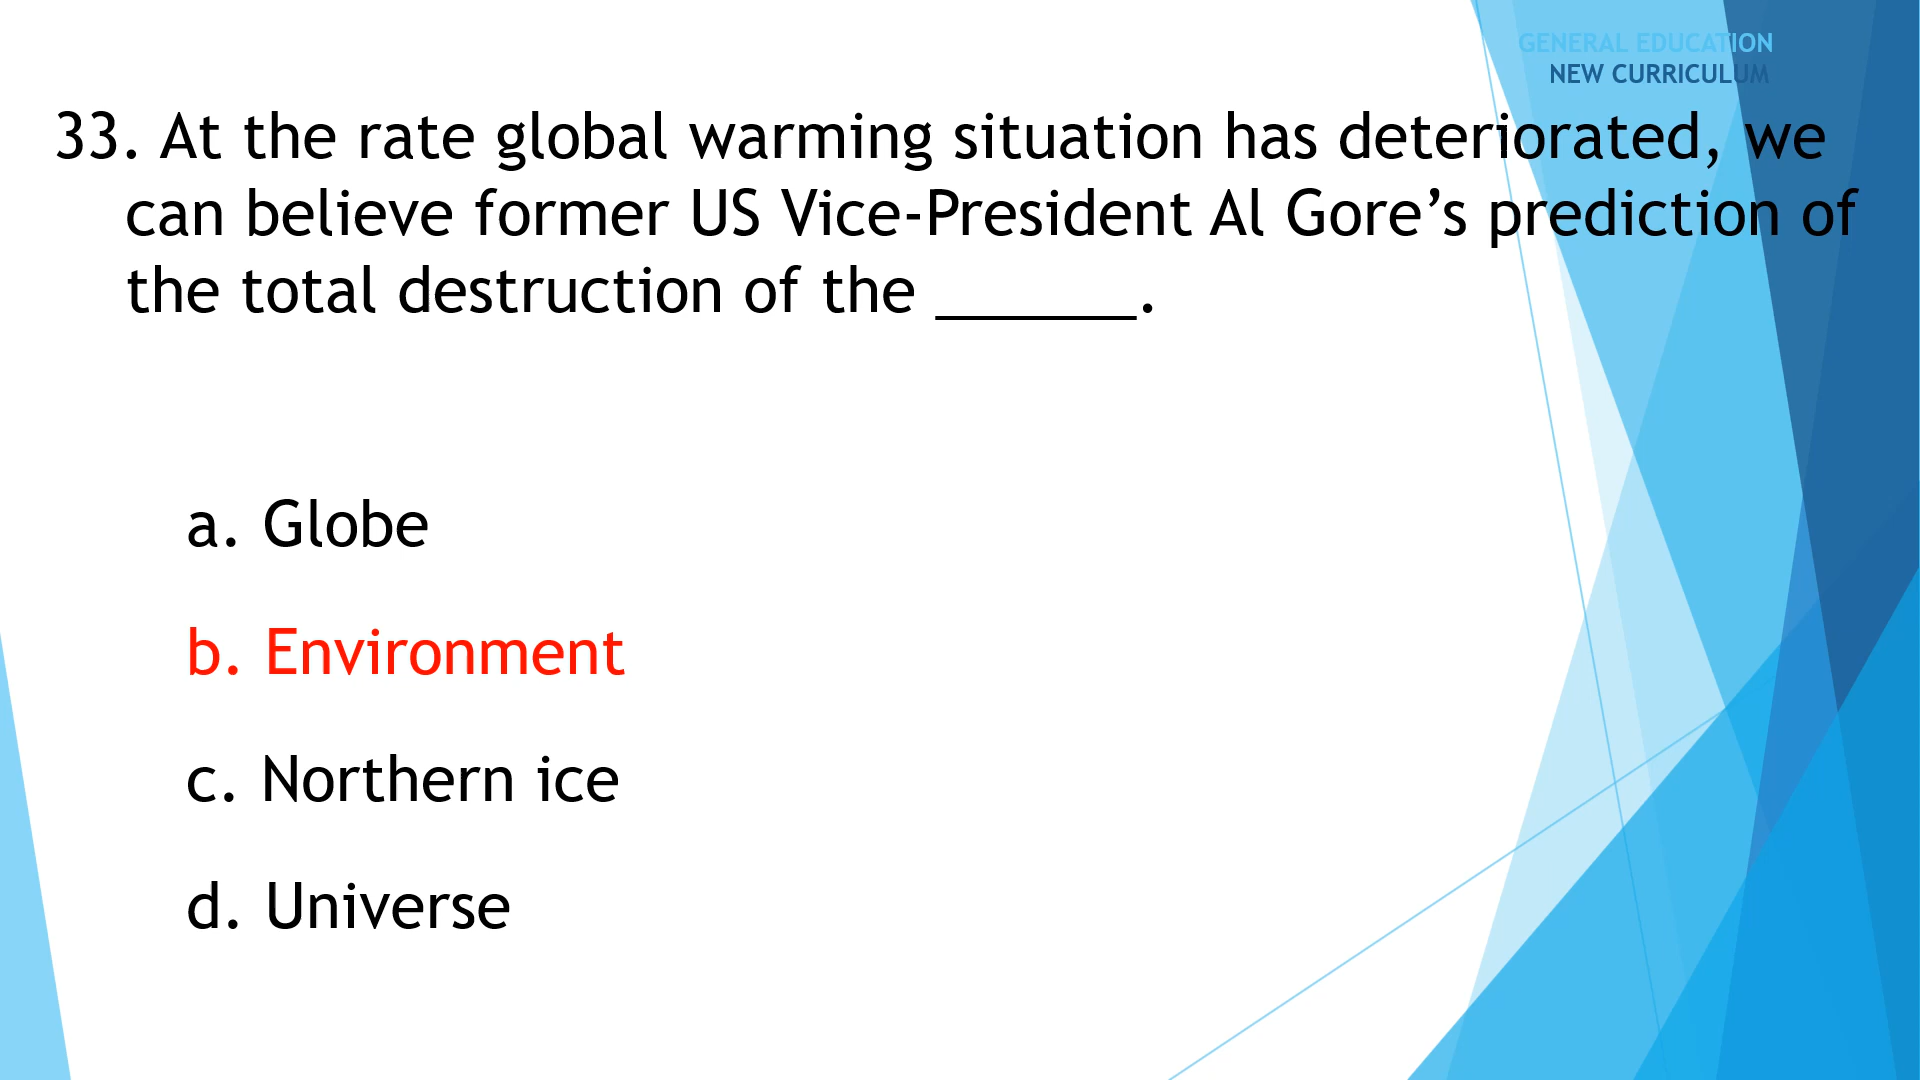 GENERAL EDUCATION
NEW CURRICULUM
33. At the rate global warming situation has deteriorated, we
can believe former US Vice-President Al Gore’s prediction of
the total destruction of the ______.
a. Globe
b. Environment
c. Northern ice
d. Universe